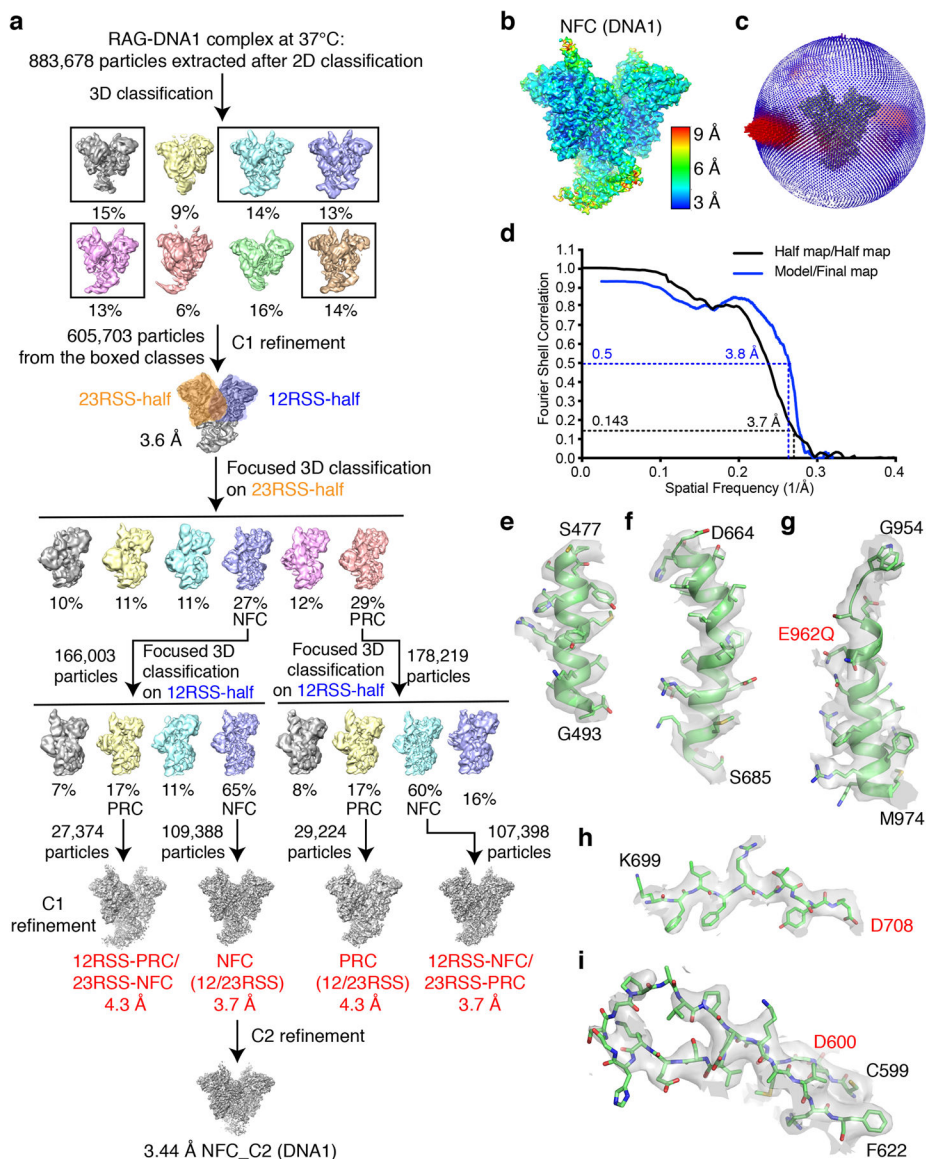 a
RAG-DNA1 complex at 37°C:
883,678 particles extracted after 2D classification
3D classification
15%
9%
14%
13%
13%
6%
16%
14%
605,703 particles
from the boxed classes
C1 refinement
23RSS-half
12RSS-half
3.6 Å
Focused 3D classification
on 23RSS-half
10%
11%
11%
27%
NFC
12%
29%
PRC
166,003
particles
Focused 3D
classification
on 12RSS-half
Focused 3D
classification
on 12RSS-half
178,219
particles
7%
17%
PRC
11%
65%
NFC
8%
17%
PRC
60%
NFC
16%
27,374
particles
109,388
particles
29,224
particles
107,398
particles
C1
refinement
12RSS-PRC/
23RSS-NFC
4.3 Å
NFC
(12/23RSS)
3.7 Å
PRC
(12/23RSS)
4.3 Å
12RSS-NFC/
23RSS-PRC
3.7 Å
C2 refinement
3.44 Å NFC_C2 (DNA1)
b
NFC (DNA1)
9 Å
6 Å
3 Å
c
d
Half map/Half map
Model/Final map
Fourier Shell Correlation
1.1
1.0
0.9
0.8
0.7
0.6
0.5
0.4
0.3
0.2
0.1
0.0
0.5
3.8 Å
0.143
3.7 Å
0.0
0.1
0.2
0.3
0.4
Spatial Frequency (1/Å)
e
S477
G493
f
D664
S685
g
G954
E962Q
M974
h
K699
D708
i
D600
C599
F622